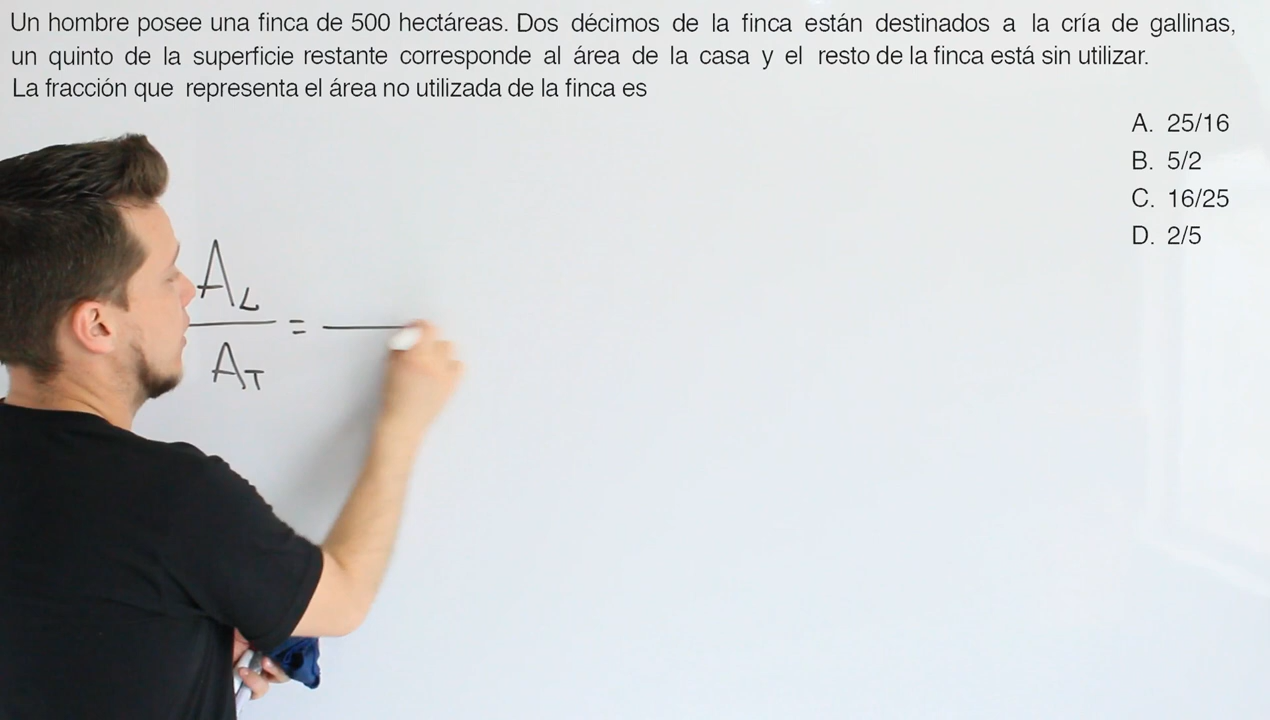 Un hombre posee una finca de 500 hectáreas. Dos décimos de la finca están destinados a la cría de gallinas,
un quinto de la superficie restante corresponde al área de la casa y el resto de la finca está sin utilizar.
La fracción que representa el área no utilizada de la finca es
A. 25/16
B. 5/2
C. 16/25
D. 2/5
A_L
=
A_T